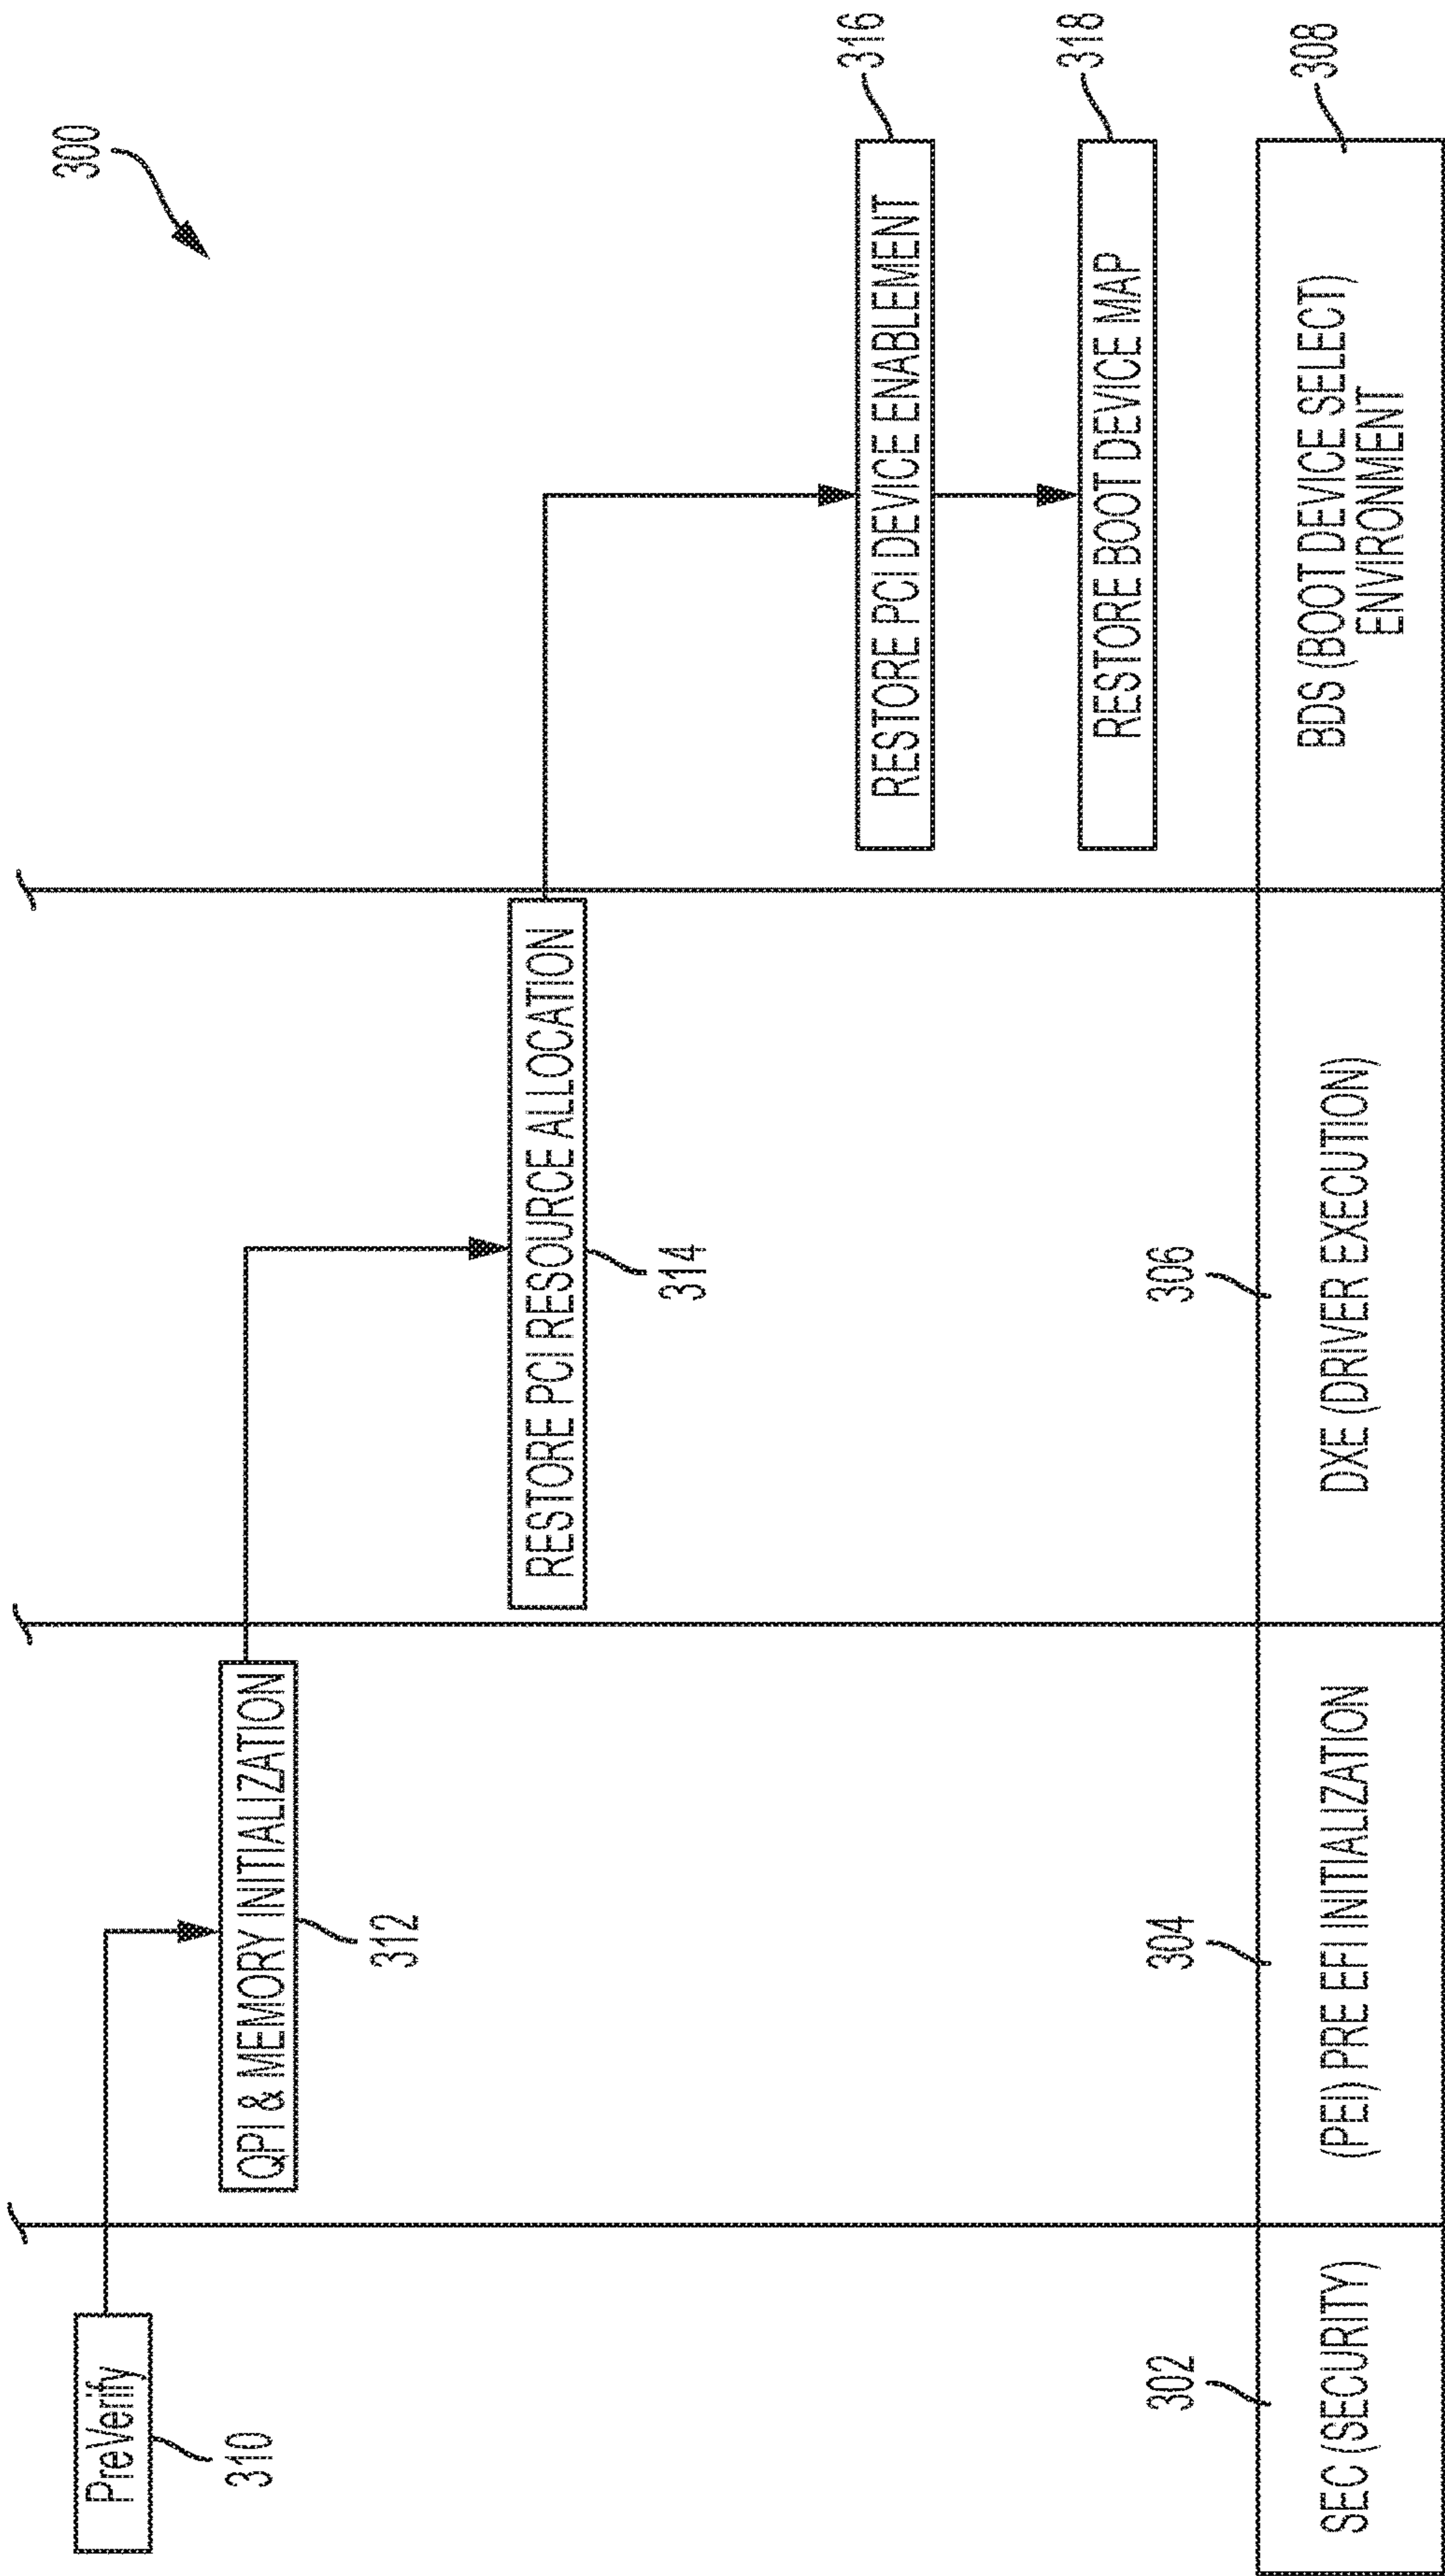 300
PreVerify
310
QPI & MEMORY INITIALIZATION
312
RESTORE PCI RESOURCE ALLOCATION
314
RESTORE PCI DEVICE ENABLEMENT
316
RESTORE BOOT DEVICE MAP
318
302
SEC (SECURITY)
304
(PEI) PRE EFI INITIALIZATION
306
DXE (DRIVER EXECUTION)
308
BDS (BOOT DEVICE SELECT)
ENVIRONMENT